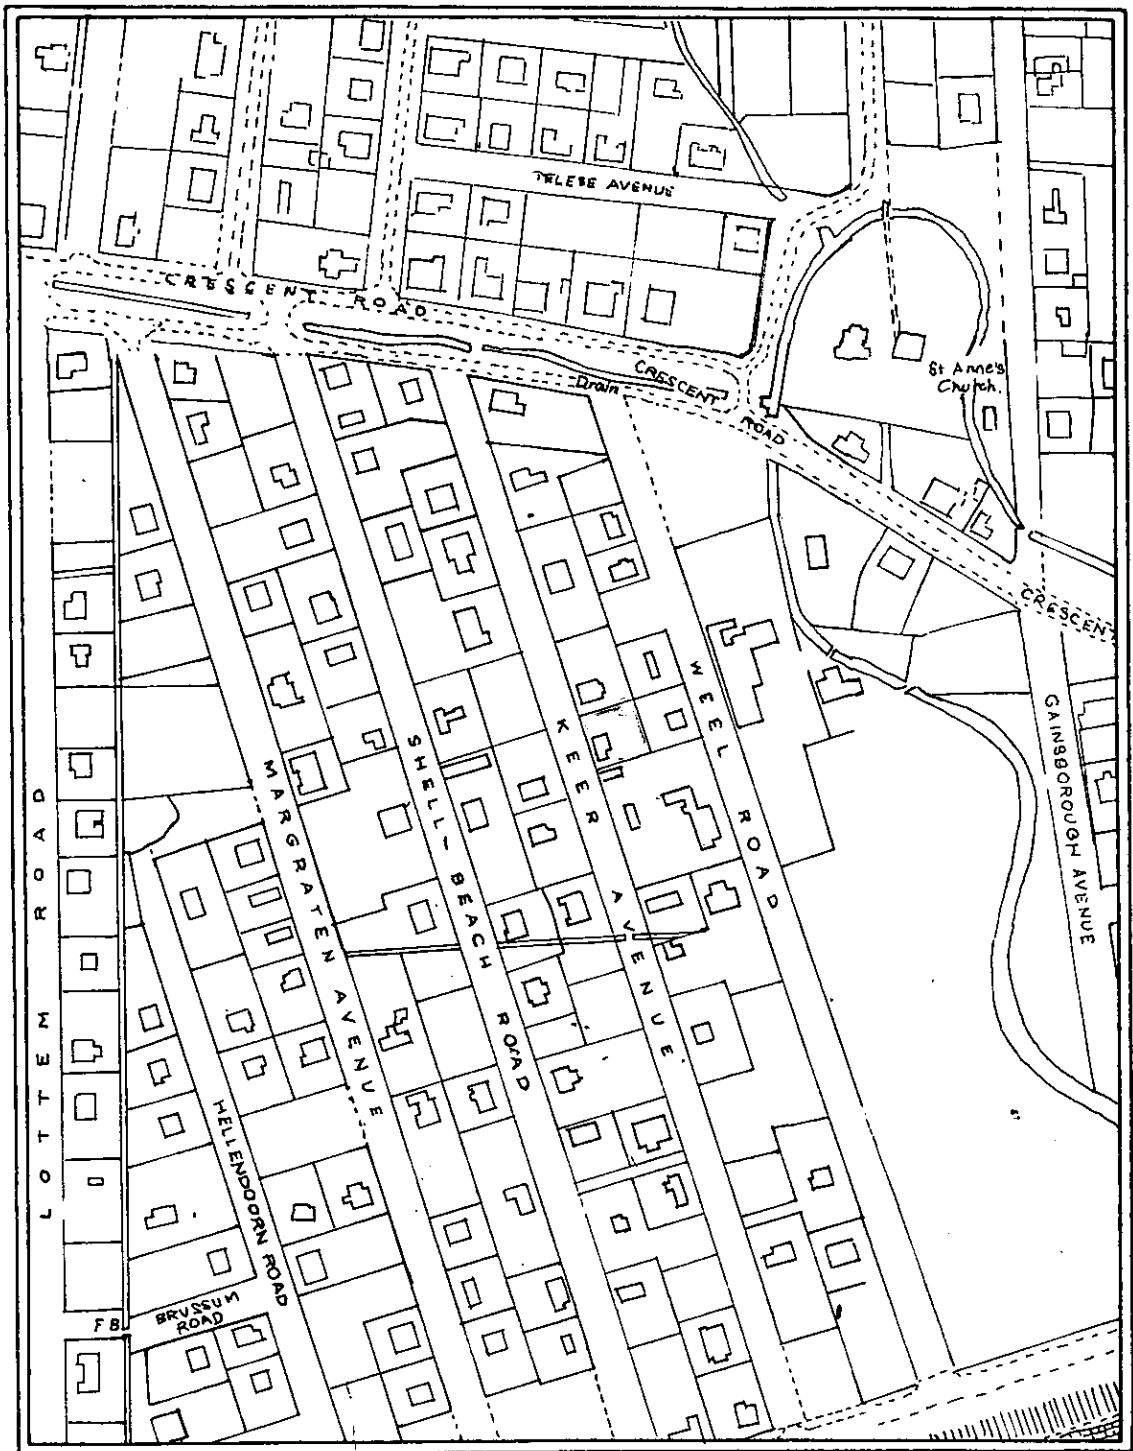 TELESE AVENUE
CRESCENT ROAD
CRESCENT
Drain
ROAD
St Anne's
Church.
CRESCENT
WEEL ROAD
KEER AVENUE
SHELL-BEACH ROAD
MARGRATEN AVENUE
GAINSBOROUGH AVENUE
LOTTEM ROAD
HELLENDOORN ROAD
BRUSSUM
ROAD
F B